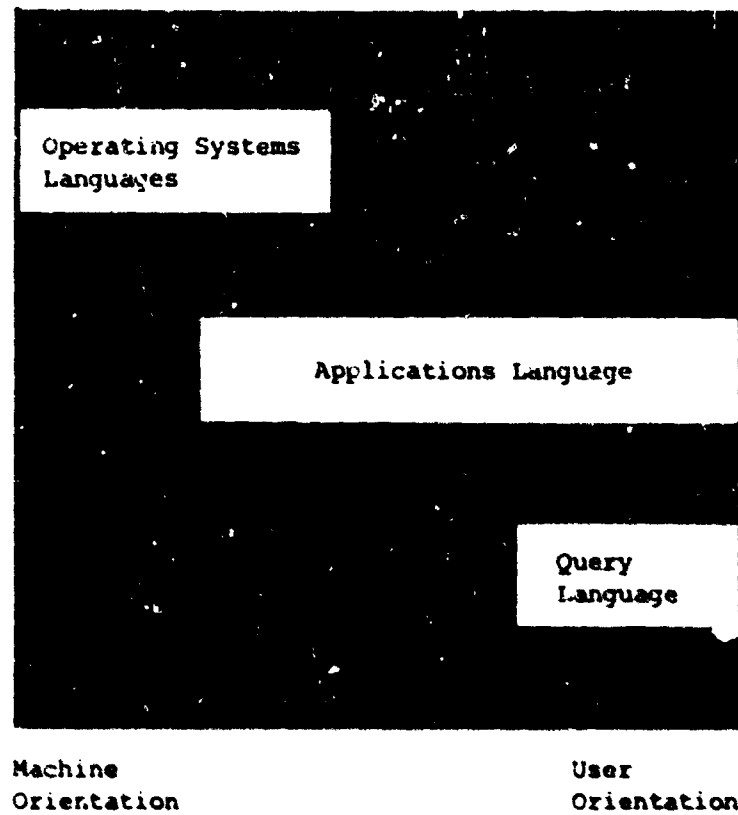 Operating Systems
Languages
Applications Language
Query
Language
Machine
Orientation
User
Orientation